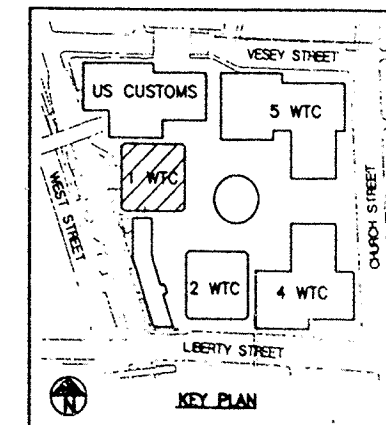 VESEY STREET
US CUSTOMS
5 WTC
1 WTC
WEST STREET
CHURCH STREET
2 WTC
4 WTC
LIBERTY STREET
N
KEY PLAN